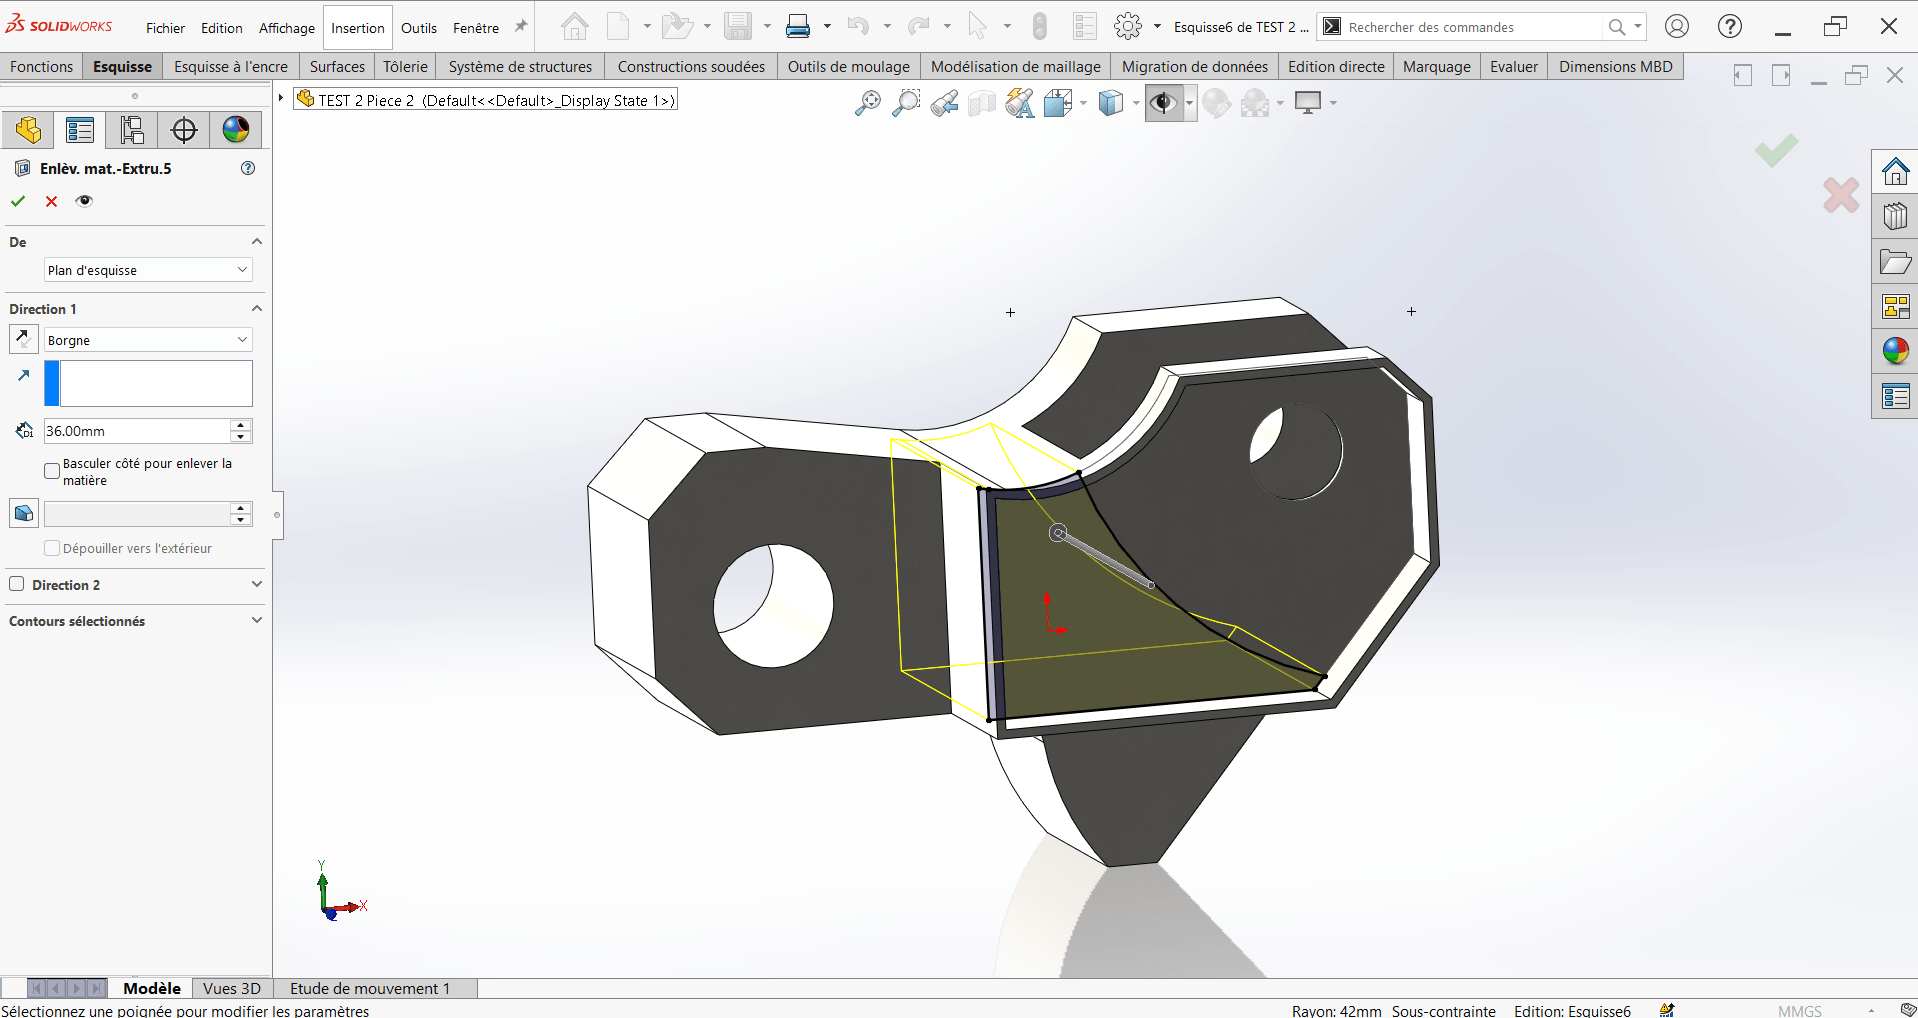 SOLIDWORKS Fichier Edition Affichage Insertion Outils Fenêtre Esquisse6 de TEST 2 ... Rechercher des commandes
Fonctions Esquisse Esquisse à l'encre Surfaces Tôlerie Système de structures Constructions soudées Outils de moulage Modélisation de maillage Migration de données Edition directe Marquage Evaluer Dimensions MBD
TEST 2 Piece 2 (Default<<Default>_Display State 1>)
Enlèv. mat.-Extru.5
De
Plan d'esquisse
Direction 1
Borgne
D1 36.00mm
Basculer côté pour enlever la
matière
Dépouiller vers l'extérieur
Direction 2
Contours sélectionnés
Y
X
Modèle Vues 3D Etude de mouvement 1
Sélectionnez une poignée pour modifier les paramètres Rayon: 42mm Sous-contrainte Edition: Esquisse6 MMGS